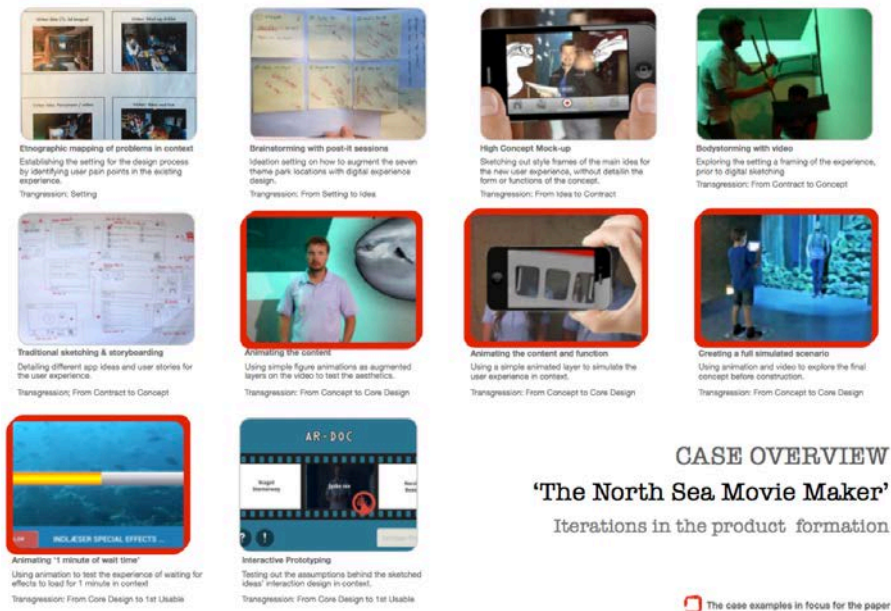 Etnographic mapping of problems in context
Establishing the setting for the design process
by identifying user pain points in the existing
experience.
Trangression: Setting
Brainstorming with post-it sessions
Ideation setting on how to augment the seven
theme park locations with digital experience
design.
Transgression: From Setting to Idea
High Concept Mock-up
Sketching out style frames of the main idea for
the new user experience, without detailin the
form or functions of the concept.
Transgression: From Idea to Contract
Bodystorming with video
Exploring the setting a framing of the experience,
prior to digital sketching
Transgression: From Contract to Concept
Traditional sketching & storyboarding
Detailing different app ideas and user stories for
the user experience.
Transgression; From Contract to Concept
Animating the content
Using simple figure animations as augmented
layers on the video to test the aesthetics.
Transgression: From Concept to Core Design
Animating the content and function
Using a simple animated layer to simulate the
user experience in context.
Transgression: From Concept to Core Design
Creating a full simulated scenario
Using animation and video to explore the final
concept before construction.
Transgression: From Concept to Core Design
INDLÆSER SPECIAL EFFECTS ...
Animating '1 minute of wait time'
Using animation to test the experience of waiting for
effects to load for 1 minute in context
Transgression: From Core Design to 1st Usable
AR-DOC
? !
Interactive Prototyping
Testing out the assumptions behind the sketched
ideas' interaction design in context.
Transgression: From Core Design to 1st Usable
CASE OVERVIEW
'The North Sea Movie Maker'
Iterations in the product formation
The case examples in focus for the paper